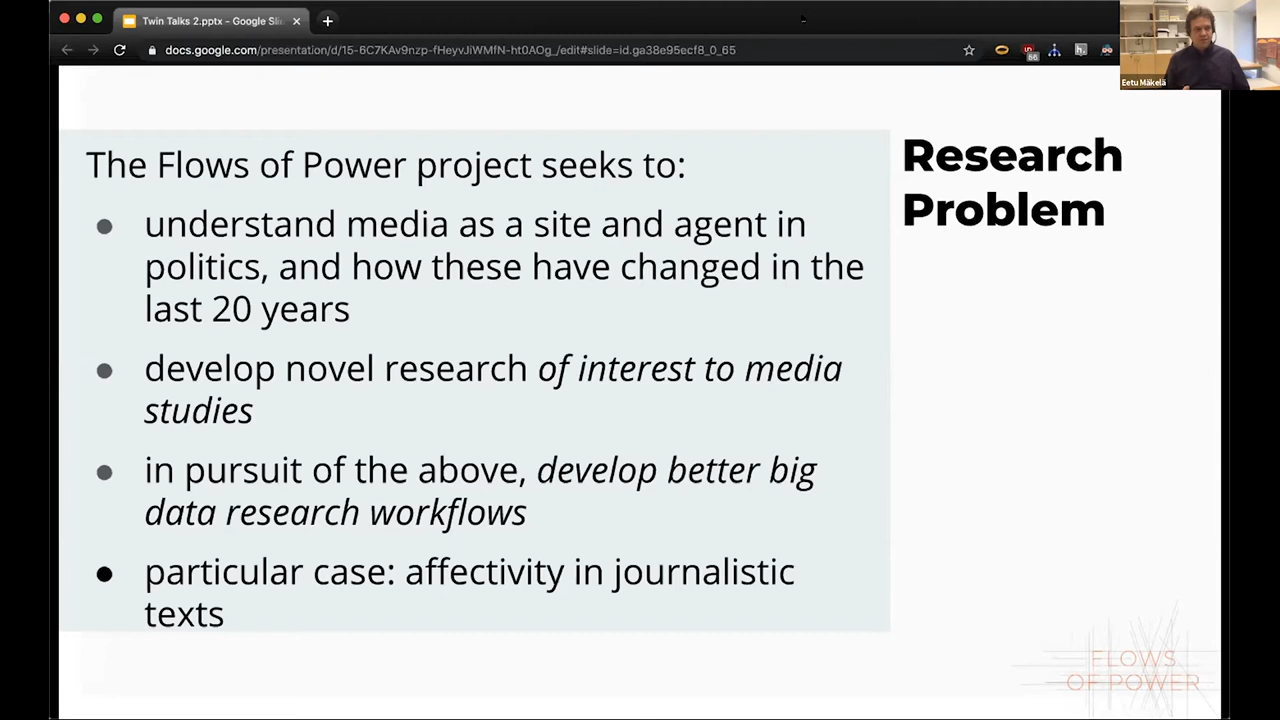 Twin Talks 2.pptx - Google Sli
docs.google.com/presentation/d/15-6C7KAv9nzp-fHeyvJiWMfN-ht0AOg_/edit#slide=id.ga38e95ecf8_0_65
Eetu Mäkelä
Research
Problem
The Flows of Power project seeks to:
understand media as a site and agent in
politics, and how these have changed in the
last 20 years
develop novel research of interest to media
studies
in pursuit of the above, develop better big
data research workflows
particular case: affectivity in journalistic
texts
FLOWS
OF POWER